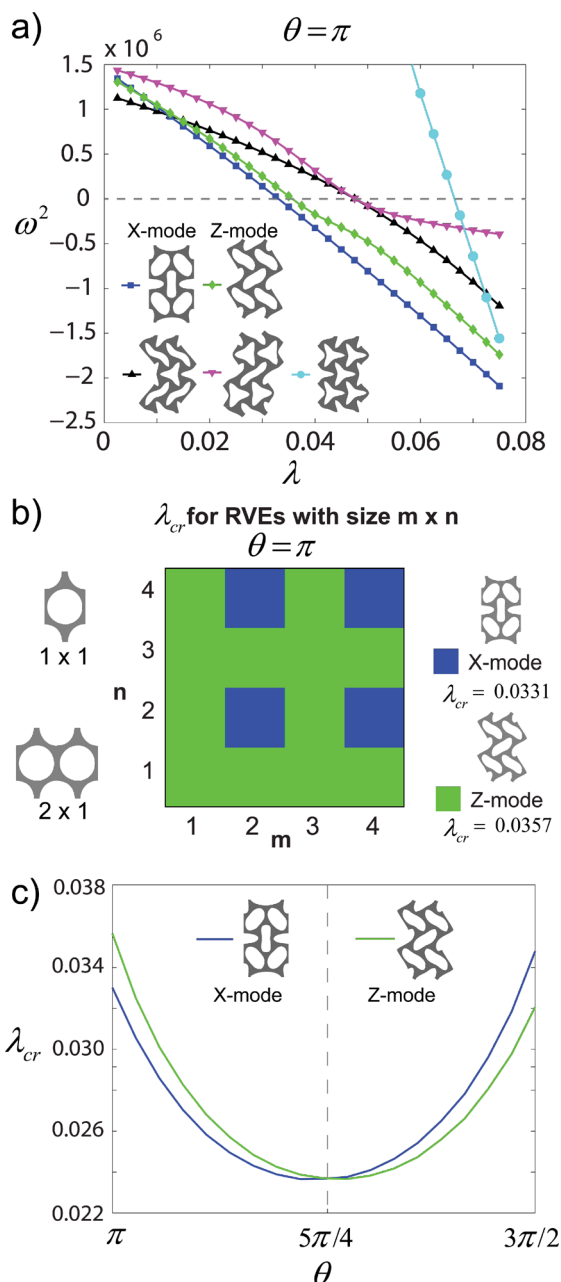 a)
θ = π
x 10⁶
1.5
1
0.5
0
−0.5
−1
−1.5
−2
−2.5
ω²
X-mode Z-mode
0 0.02 0.04 0.06 0.08
λ
b)
λcr for RVEs with size m x n
θ = π
1 x 1
2 x 1
n
4
3
2
1
1 2 3 4
m
X-mode
λcr = 0.0331
Z-mode
λcr = 0.0357
c)
0.038
0.034
0.030
0.026
0.022
λcr
X-mode Z-mode
π 5π/4 3π/2
θ